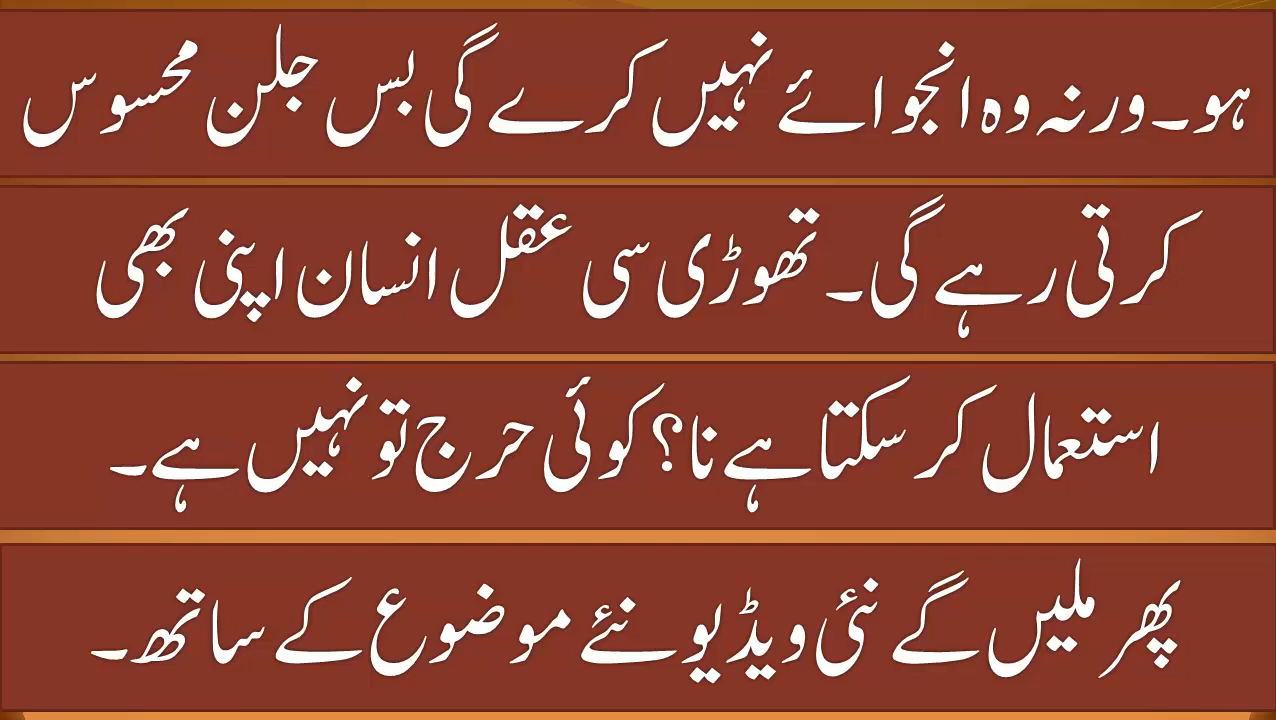 ہو۔ ورنہ وہ انجوائے نہیں کرے گی بس جلن محسوس
کرتی رہے گی۔ تھوڑی سی عقل انسان اپنی بھی
استعمال کر سکتا ہے نا؟ کوئی حرج تو نہیں ہے۔
پھر ملیں گے نئی ویڈیو نئے موضوع کے ساتھ۔